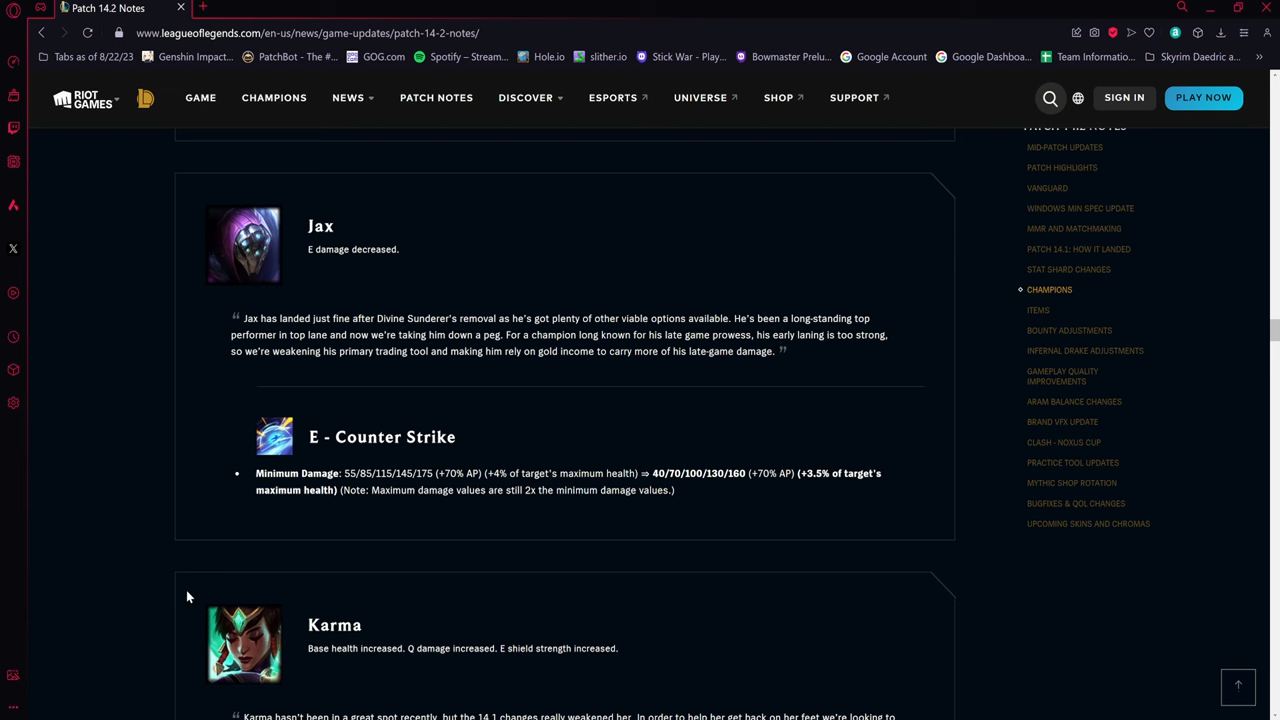 Patch 14.2 Notes
www.leagueoflegends.com/en-us/news/game-updates/patch-14-2-notes/
Tabs as of 8/22/23 Genshin Impact... PatchBot - The #... GOG.com Spotify – Stream... Hole.io slither.io Stick War - Play... Bowmaster Prelu... Google Account Google Dashboa... Team Informatio... Skyrim Daedric a...
RIOT GAMES GAME CHAMPIONS NEWS PATCH NOTES DISCOVER ESPORTS UNIVERSE SHOP SUPPORT SIGN IN PLAY NOW
Jax
E damage decreased.
“ Jax has landed just fine after Divine Sunderer's removal as he's got plenty of other viable options available. He's been a long-standing top
performer in top lane and now we're taking him down a peg. For a champion long known for his late game prowess, his early laning is too strong,
so we're weakening his primary trading tool and making him rely on gold income to carry more of his late-game damage. ”
E - Counter Strike
• Minimum Damage: 55/85/115/145/175 (+70% AP) (+4% of target's maximum health) ⇒ 40/70/100/130/160 (+70% AP) (+3.5% of target's
maximum health) (Note: Maximum damage values are still 2x the minimum damage values.)
Karma
Base health increased. Q damage increased. E shield strength increased.
“ Karma hasn't been in a great spot recently, but the 14.1 changes really weakened her. In order to help her get back on her feet we're looking to
PATCH 14.2 NOTES
MID-PATCH UPDATES
PATCH HIGHLIGHTS
VANGUARD
WINDOWS MIN SPEC UPDATE
MMR AND MATCHMAKING
PATCH 14.1: HOW IT LANDED
STAT SHARD CHANGES
CHAMPIONS
ITEMS
BOUNTY ADJUSTMENTS
INFERNAL DRAKE ADJUSTMENTS
GAMEPLAY QUALITY
IMPROVEMENTS
ARAM BALANCE CHANGES
BRAND VFX UPDATE
CLASH - NOXUS CUP
PRACTICE TOOL UPDATES
MYTHIC SHOP ROTATION
BUGFIXES & QOL CHANGES
UPCOMING SKINS AND CHROMAS